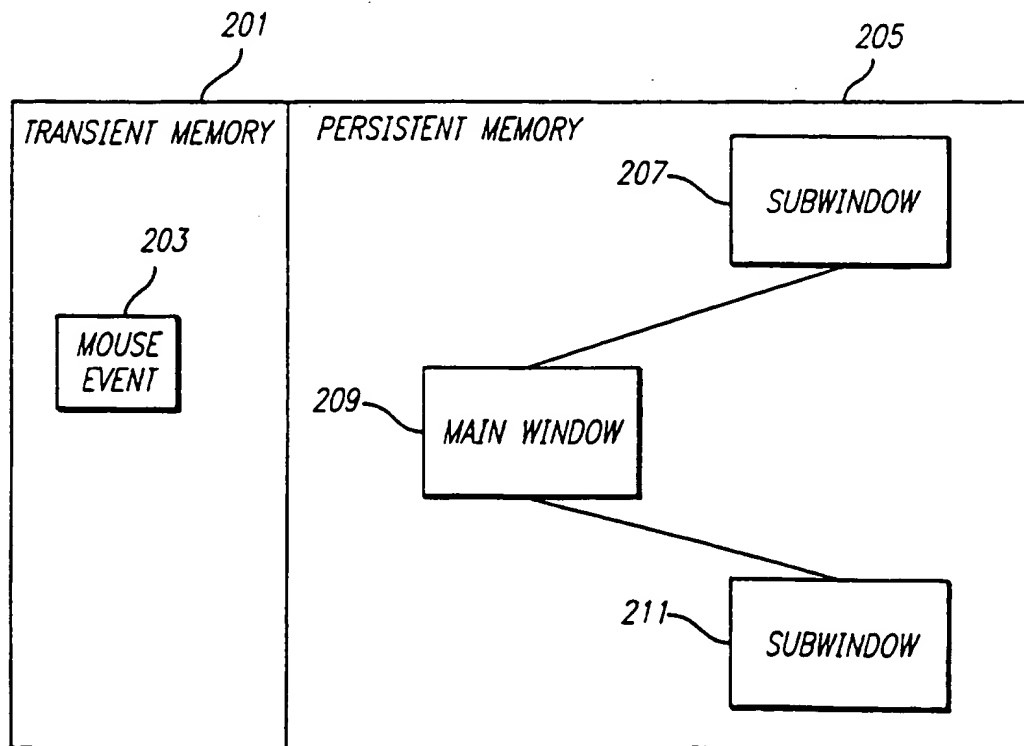 201
205
TRANSIENT MEMORY
PERSISTENT MEMORY
207
SUBWINDOW
203
MOUSE
EVENT
209
MAIN WINDOW
211
SUBWINDOW